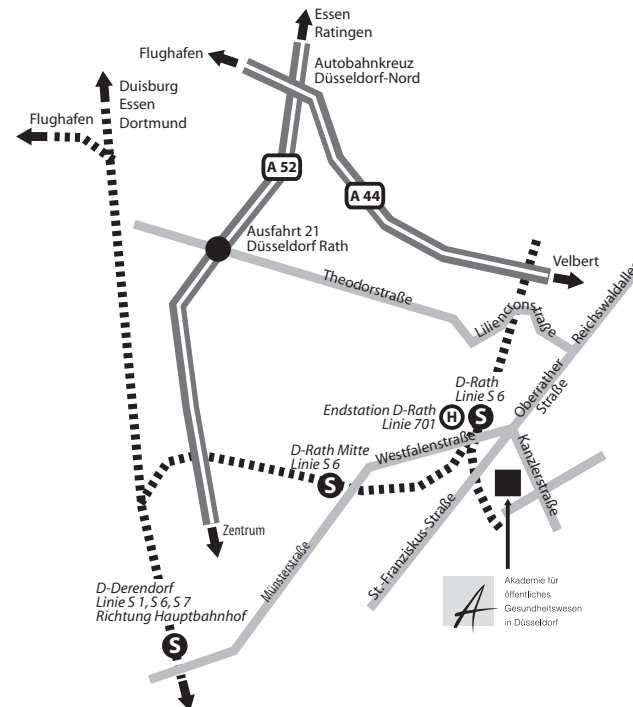 Essen
Ratingen
Flughafen
Autobahnkreuz
Düsseldorf-Nord
Duisburg
Essen
Dortmund
Flughafen
A 52
A 44
Ausfahrt 21
Düsseldorf Rath
Velbert
Theodorstraße
Liliencronstraße
Reichswaldallee
D-Rath
Linie S 6
Oberrather
Straße
Endstation D-Rath
Linie 701
H
S
Westfalenstraße
D-Rath Mitte
Linie S 6
S
Kanzlerstraße
Zentrum
Münsterstraße
St.-Franziskus-Straße
D-Derendorf
Linie S 1, S 6, S 7
Richtung Hauptbahnhof
S
A
Akademie für
öffentliches
Gesundheitswesen
in Düsseldorf